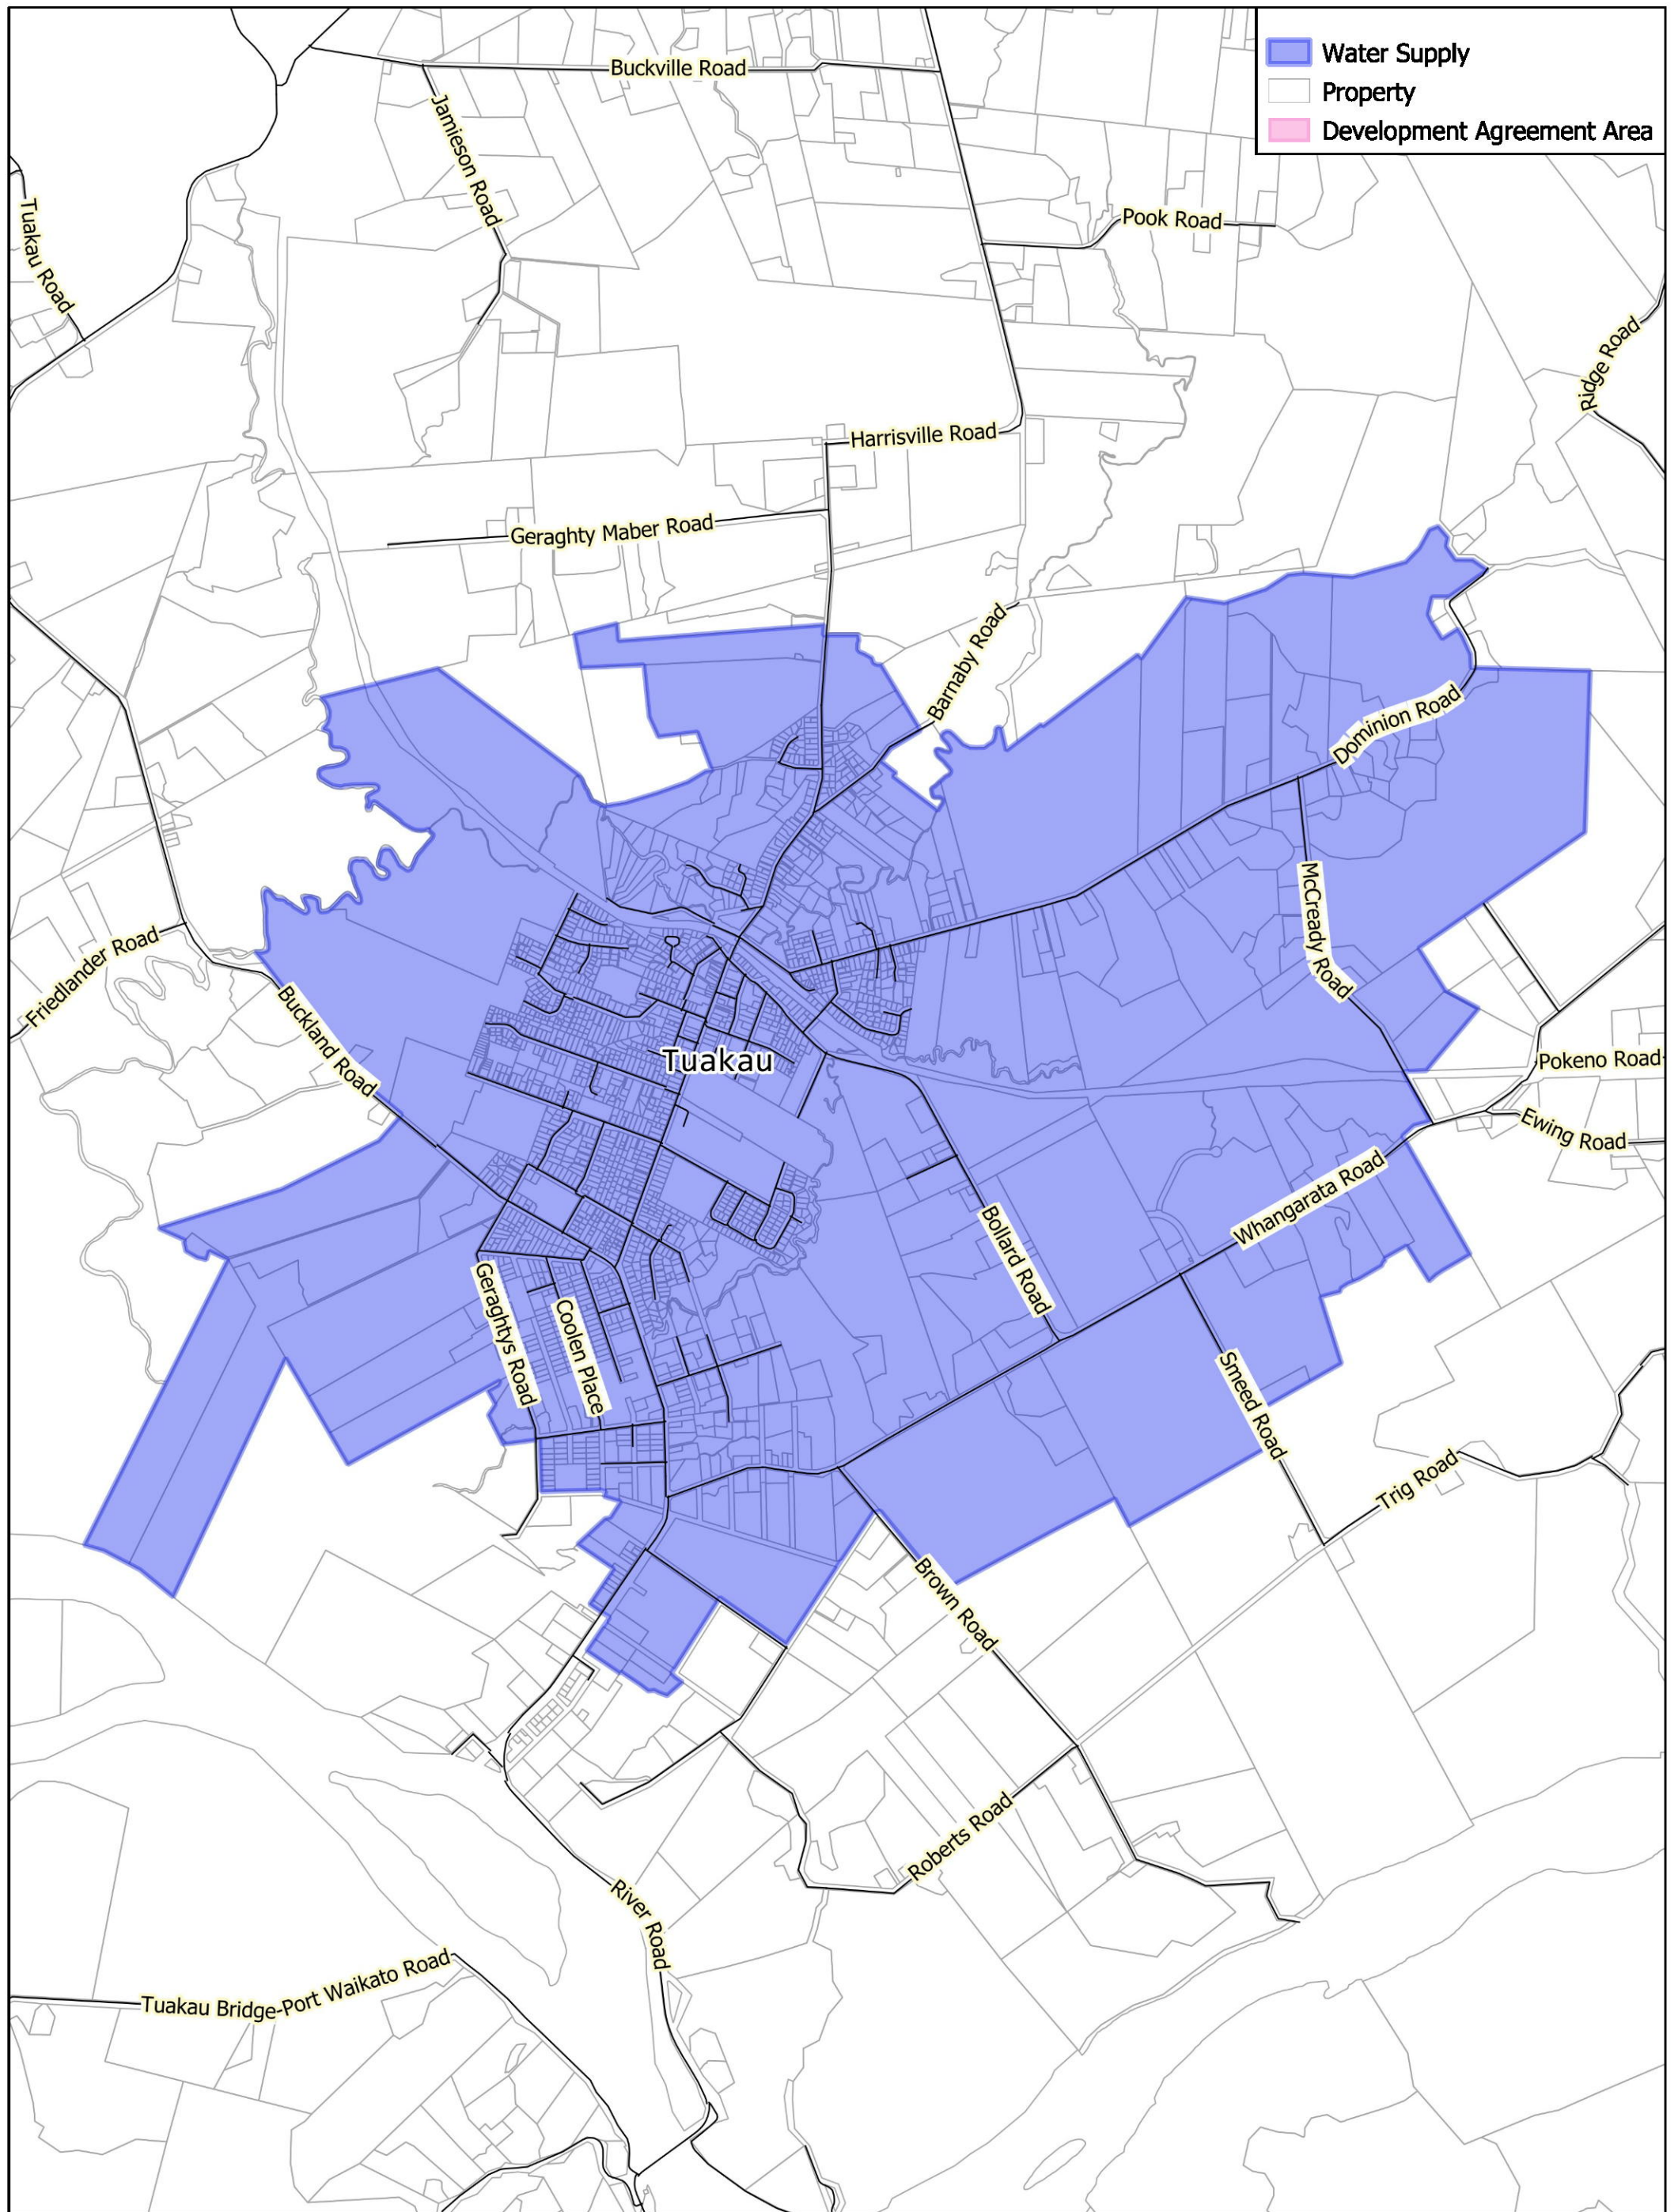 Water Supply
Property
Development Agreement Area
Buckville Road
Jamieson Road
Tuakau Road
Pook Road
Ridge Road
Harrisville Road
Geraghty Maber Road
Barnaby Road
Dominion Road
McCready Road
Friedlander Road
Buckland Road
Tuakau
Pokeno Road
Ewing Road
Whangarata Road
Bollard Road
Geraghtys Road
Coolen Place
Smeed Road
Trig Road
Brown Road
Roberts Road
River Road
Tuakau Bridge-Port Waikato Road